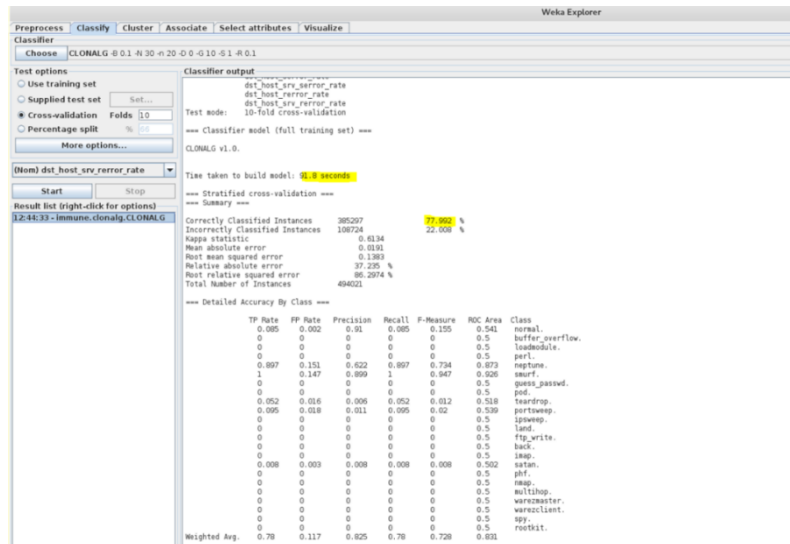 Weka Explorer
Preprocess Classify Cluster Associate Select attributes Visualize
Classifier
Choose CLONALG -B 0.1 -N 30 -n 20 -D 0 -G 10 -S 1 -R 0.1
Test options
Use training set
Supplied test set Set...
Cross-validation Folds 10
Percentage split %
More options...
(Nom) dst_host_srv_rerror_rate
Start Stop
Result list (right-click for options)
12:44:33 - immune.clonalg.CLONALG
Classifier output
dst_host_srv_serror_rate
dst_host_rerror_rate
dst_host_srv_rerror_rate
Test mode: 10-fold cross-validation
=== Classifier model (full training set) ===
CLONALG v1.0.
Time taken to build model: 91.8 seconds
=== Stratified cross-validation ===
=== Summary ===
Correctly Classified Instances 385297 77.992 %
Incorrectly Classified Instances 108724 22.008 %
Kappa statistic 0.6134
Mean absolute error 0.0191
Root mean squared error 0.1383
Relative absolute error 37.235 %
Root relative squared error 86.2974 %
Total Number of Instances 494021
=== Detailed Accuracy By Class ===
TP Rate FP Rate Precision Recall F-Measure ROC Area Class
0.085 0.002 0.91 0.085 0.155 0.541 normal.
0 0 0 0 0 0.5 buffer_overflow.
0 0 0 0 0 0.5 loadmodule.
0 0 0 0 0 0.5 perl.
0.897 0.151 0.622 0.897 0.734 0.873 neptune.
1 0.147 0.899 1 0.947 0.926 smurf.
0 0 0 0 0 0.5 guess_passwd.
0 0 0 0 0 0.5 pod.
0.052 0.016 0.006 0.052 0.012 0.518 teardrop.
0.095 0.018 0.011 0.095 0.02 0.539 portsweep.
0 0 0 0 0 0.5 ipsweep.
0 0 0 0 0 0.5 land.
0 0 0 0 0 0.5 ftp_write.
0 0 0 0 0 0.5 back.
0 0 0 0 0 0.5 imap.
0.008 0.003 0.008 0.008 0.008 0.502 satan.
0 0 0 0 0 0.5 phf.
0 0 0 0 0 0.5 nmap.
0 0 0 0 0 0.5 multihop.
0 0 0 0 0 0.5 warezmaster.
0 0 0 0 0 0.5 warezclient.
0 0 0 0 0 0.5 spy.
0 0 0 0 0 0.5 rootkit.
Weighted Avg. 0.78 0.117 0.825 0.78 0.728 0.831